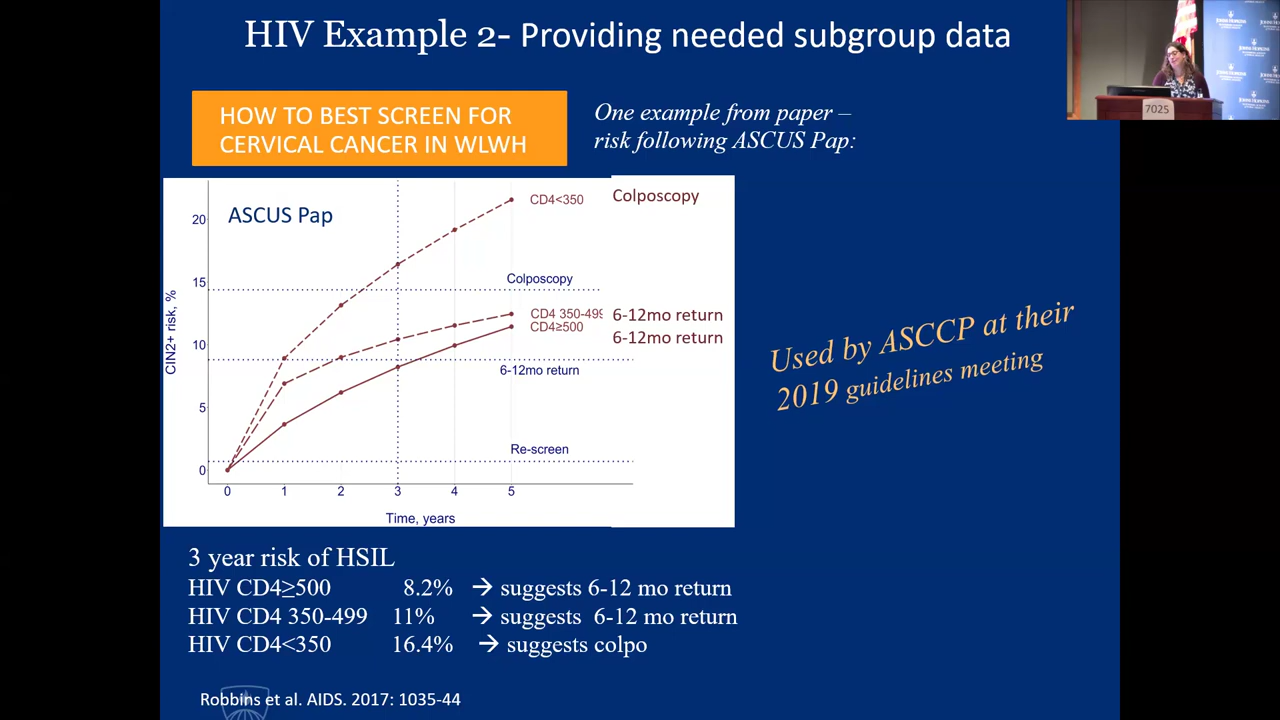 HIV Example 2- Providing needed subgroup data
HOW TO BEST SCREEN FOR
CERVICAL CANCER IN WLWH
One example from paper –
risk following ASCUS Pap:
ASCUS Pap
CIN2+ risk, %
20
15
10
5
0
0 1 2 3 4 5
Time, years
CD4<350
Colposcopy
Colposcopy
CD4 350-499
6-12mo return
CD4≥500
6-12mo return
6-12mo return
Re-screen
Used by ASCCP at their
2019 guidelines meeting
3 year risk of HSIL
HIV CD4≥500 8.2% → suggests 6-12 mo return
HIV CD4 350-499 11% → suggests 6-12 mo return
HIV CD4<350 16.4% → suggests colpo
Robbins et al. AIDS. 2017: 1035-44
7025
JOHNS HOPKINS